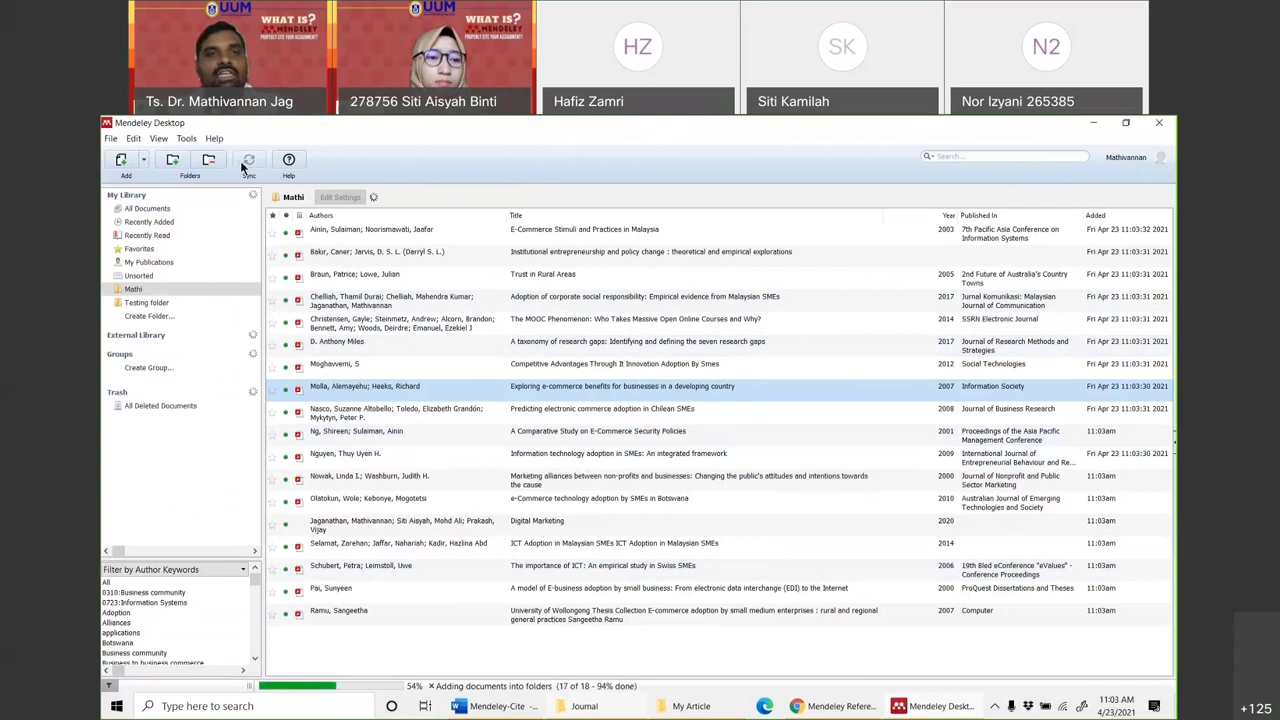 UUM
WHAT IS?
MENDELEY
PROPERLY CITE YOUR ASSIGNMENT?
Ts. Dr. Mathivannan Jag
UUM
WHAT IS?
MENDELEY
PROPERLY CITE YOUR ASSIGNMENT?
278756 Siti Aisyah Binti
HZ
Hafiz Zamri
SK
Siti Kamilah
N2
Nor Izyani 265385
Mendeley Desktop
File Edit View Tools Help
Add Folders Sync Help
Search...
Mathivannan
My Library
All Documents
Recently Added
Recently Read
Favorites
My Publications
Unsorted
Mathi
Testing folder
Create Folder...
External Library
Groups
Create Group...
Trash
All Deleted Documents
Filter by Author Keywords
All
0310:Business community
0723:Information Systems
Adoption
Alliances
applications
Botswana
Business community
Business to business commerce
Mathi Edit Settings
Authors Title Year Published In Added
Ainin, Sulaiman; Noorismawati, Jaafar E-Commerce Stimuli and Practices in Malaysia 2003 7th Pacific Asia Conference on Fri Apr 23 11:03:32 2021
Information Systems
Bakır, Caner; Jarvis, D. S. L. (Darryl S. L.) Institutional entrepreneurship and policy change : theoretical and empirical explorations Fri Apr 23 11:03:31 2021
Braun, Patrice; Lowe, Julian Trust in Rural Areas 2005 2nd Future of Australia's Country Fri Apr 23 11:03:31 2021
Towns
Chelliah, Thamil Durai; Chelliah, Mahendra Kumar; Adoption of corporate social responsibility: Empirical evidence from Malaysian SMEs 2017 Jurnal Komunikasi: Malaysian Fri Apr 23 11:03:31 2021
Jaganathan, Mathivannan Journal of Communication
Christensen, Gayle; Steinmetz, Andrew; Alcorn, Brandon; The MOOC Phenomenon: Who Takes Massive Open Online Courses and Why? 2014 SSRN Electronic Journal Fri Apr 23 11:03:31 2021
Bennett, Amy; Woods, Deirdre; Emanuel, Ezekiel J
D. Anthony Miles A taxonomy of research gaps: Identifying and defining the seven research gaps 2017 Journal of Research Methods and Fri Apr 23 11:03:31 2021
Strategies
Moghavvemi, S Competitive Advantages Through It Innovation Adoption By Smes 2012 Social Technologies Fri Apr 23 11:03:31 2021
Molla, Alemayehu; Heeks, Richard Exploring e-commerce benefits for businesses in a developing country 2007 Information Society Fri Apr 23 11:03:30 2021
Nasco, Suzanne Altobello; Toledo, Elizabeth Grandón; Predicting electronic commerce adoption in Chilean SMEs 2008 Journal of Business Research Fri Apr 23 11:03:31 2021
Mykytyn, Peter P.
Ng, Shireen; Sulaiman, Ainin A Comparative Study on E-Commerce Security Policies 2001 Proceedings of the Asia Pacific 11:03am
Management Conference
Nguyen, Thuy Uyen H. Information technology adoption in SMEs: An integrated framework 2009 International Journal of Fri Apr 23 11:03:31 2021
Entrepreneurial Behaviour and Re...
Nowak, Linda I.; Washburn, Judith H. Marketing alliances between non-profits and businesses: Changing the public's attitudes and intentions towards 2000 Journal of Nonprofit and Public 11:03am
the cause Sector Marketing
Olatokun, Wole; Kebonye, Mogotetsi e-Commerce technology adoption by SMEs in Botswana 2010 Australian Journal of Emerging 11:03am
Technologies and Society
Jaganathan, Mathivannan; Siti Aisyah, Mohd Ali; Prakash, Digital Marketing 2020 11:03am
Vijay
Selamat, Zarehan; Jaffar, Nahariah; Kadir, Hazlina Abd ICT Adoption in Malaysian SMEs ICT Adoption in Malaysian SMEs 2014 11:03am
Schubert, Petra; Leimstoll, Uwe The importance of ICT: An empirical study in Swiss SMEs 2006 19th Bled eConference "eValues" - 11:03am
Conference Proceedings
Pai, Sunyeen A model of E-business adoption by small business: From electronic data interchange (EDI) to the Internet 2000 ProQuest Dissertations and Theses 11:03am
Ramu, Sangeetha University of Wollongong Thesis Collection E-commerce adoption by small medium enterprises : rural and regional 2007 Computer 11:03am
general practices Sangeetha Ramu
54% Adding documents into folders (17 of 18 - 94% done)
Type here to search
Mendeley-Cite -...
Journal
My Article
Mendeley Refere...
Mendeley Deskt...
11:03 AM
4/23/2021
+125